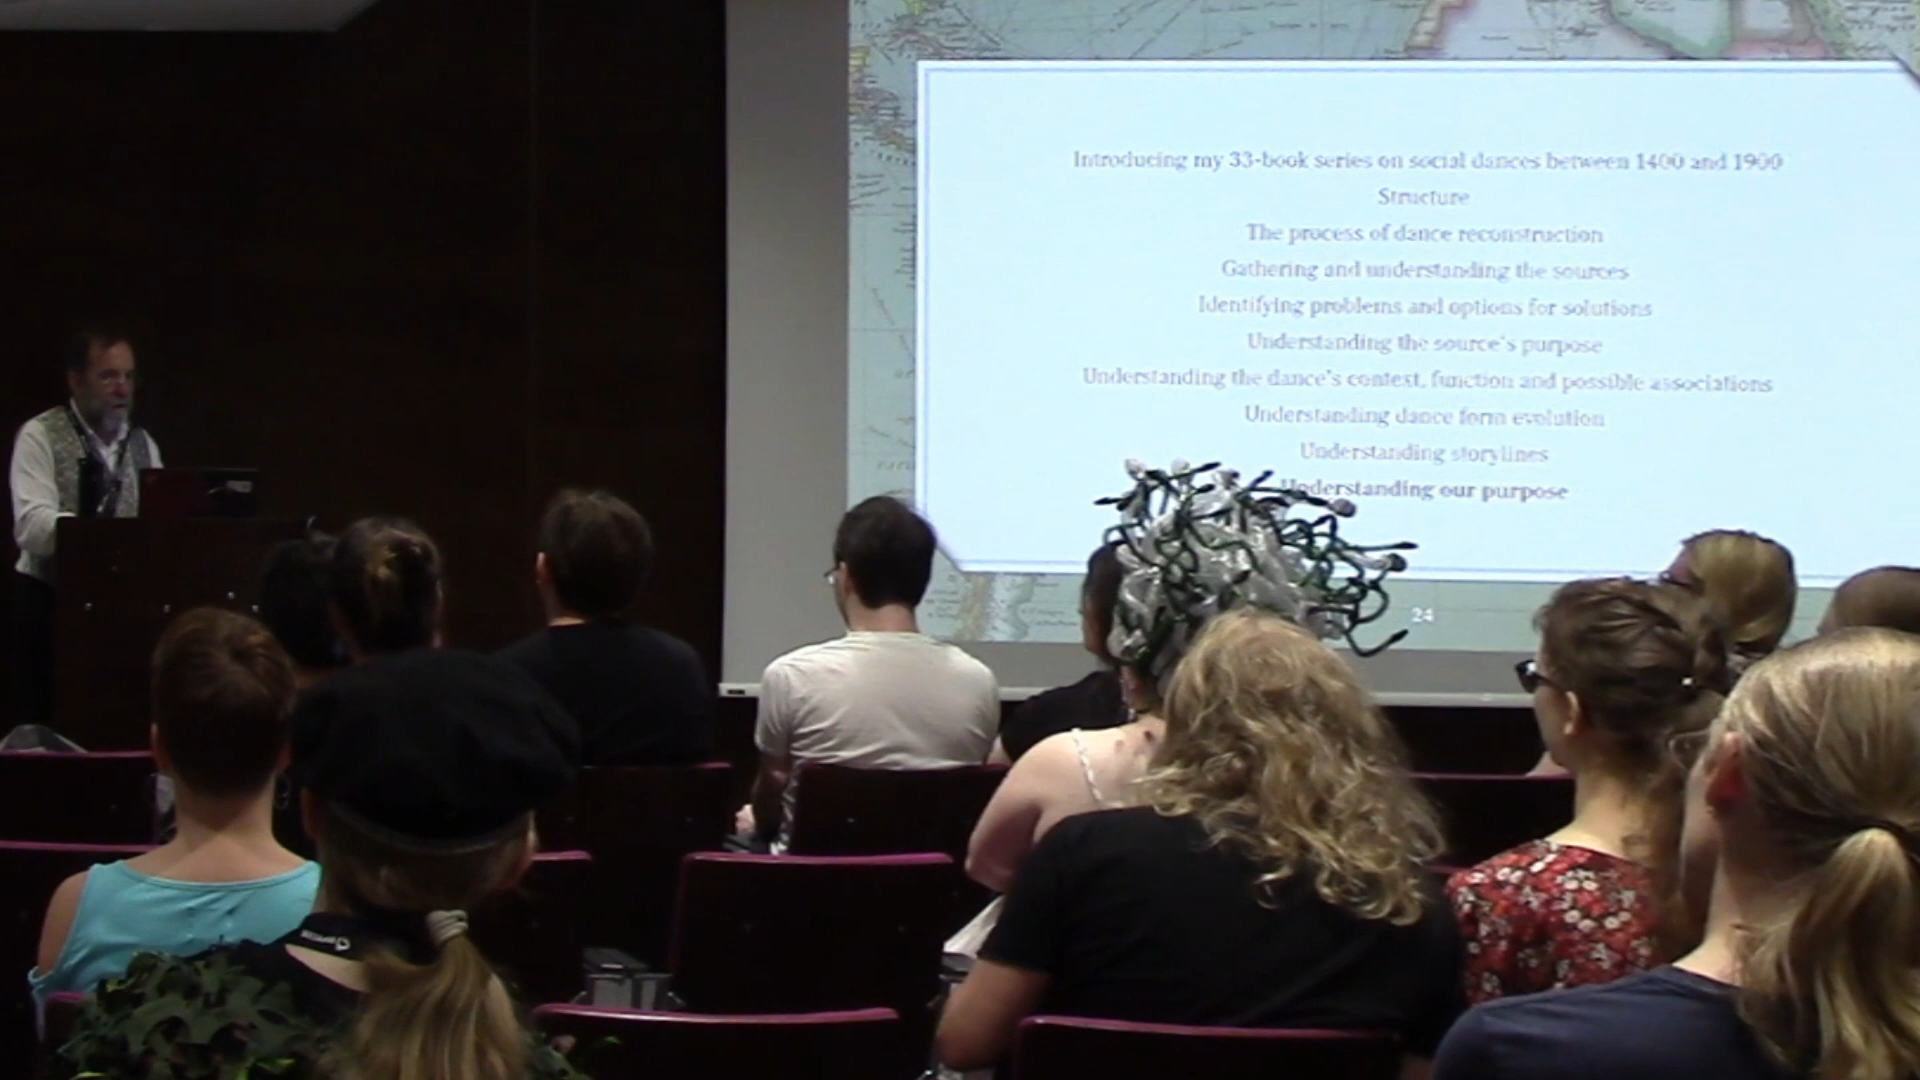 Introducing my 33-book series on social dances between 1400 and 1900
Structure
The process of dance reconstruction
Gathering and understanding the sources
Identifying problems and options for solutions
Understanding the source's purpose
Understanding the dance's context, function and possible associations
Understanding dance form evolution
Understanding storylines
Understanding our purpose
24